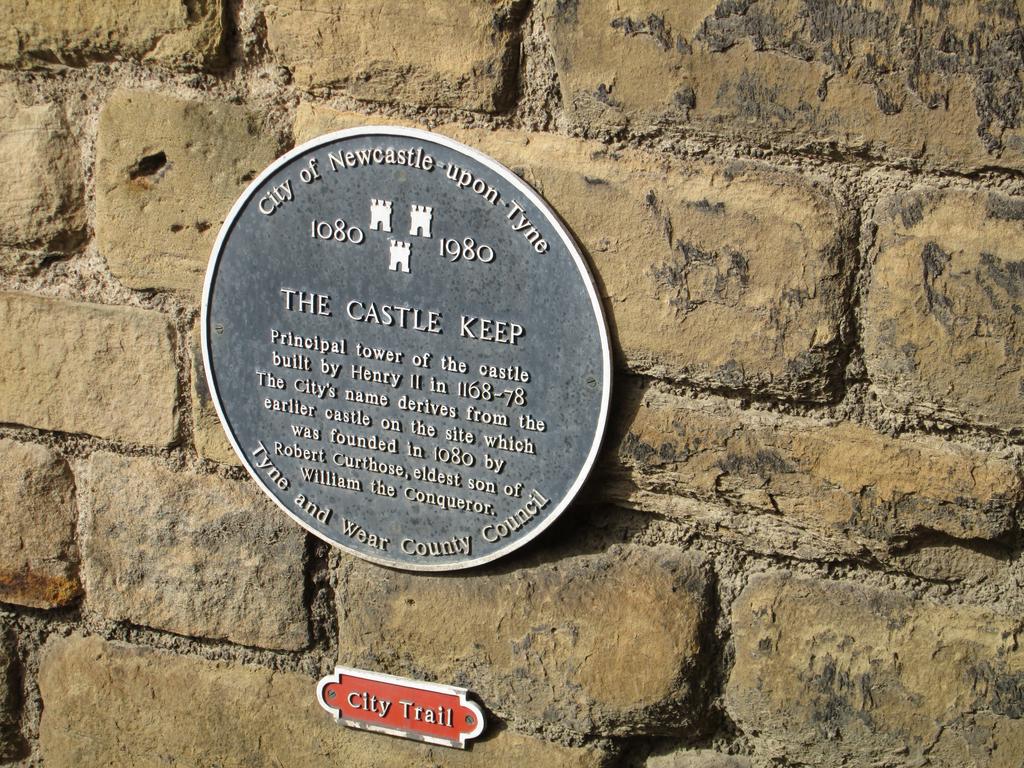 City of Newcastle-upon-Tyne
1080 1980
THE CASTLE KEEP
Principal tower of the castle
built by Henry II in 1168-78
The City's name derives from the
earlier castle on the site which
was founded in 1080 by
Robert Curthose, eldest son of
William the Conqueror.
Tyne and Wear County Council
City Trail